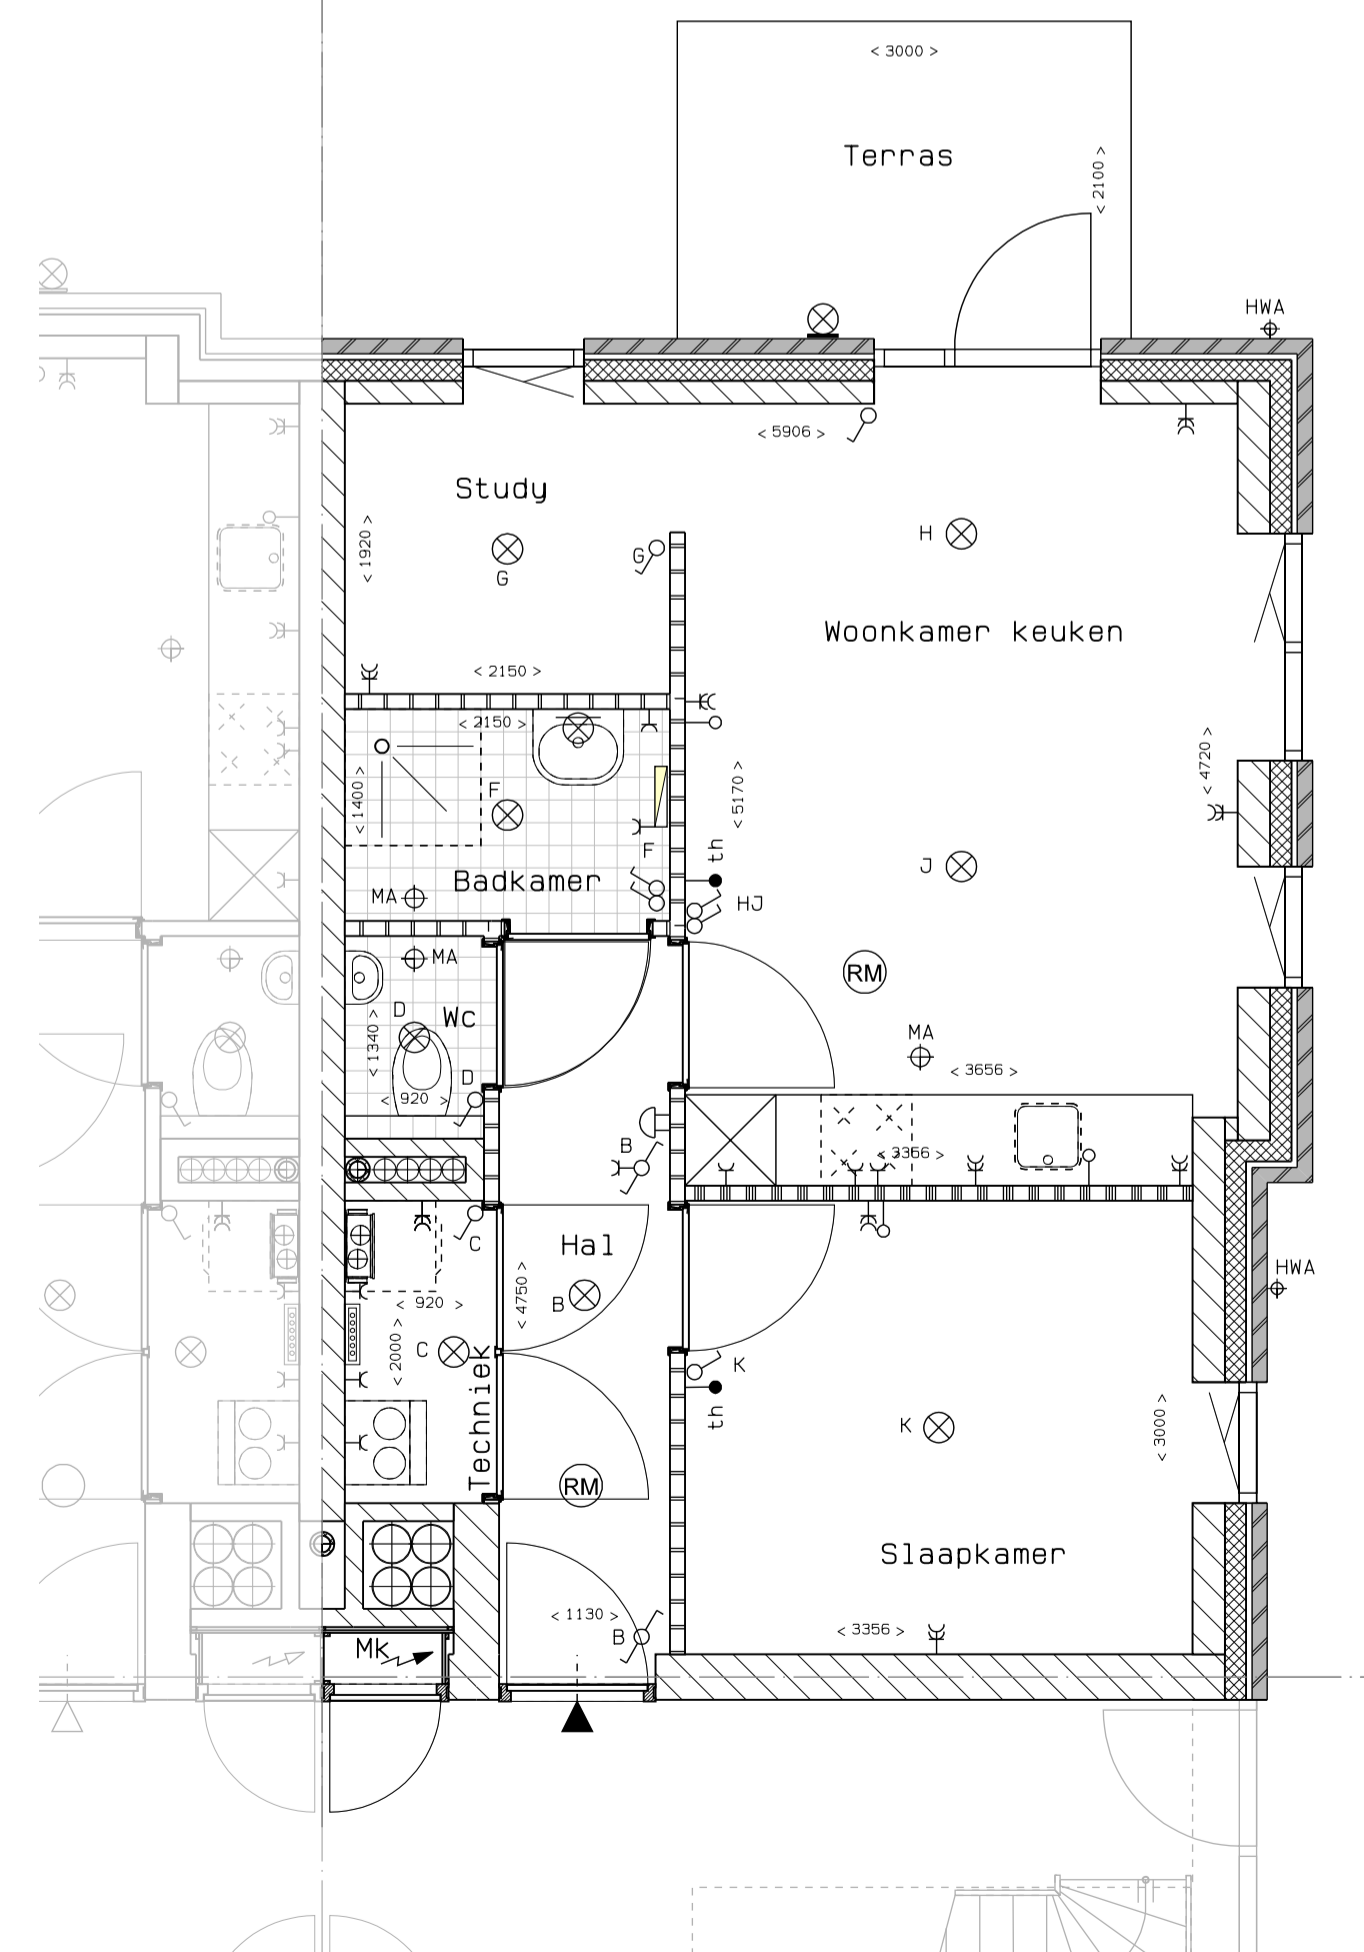 < 3000 >
Terras
< 2100 >
HWA
< 5906 >
Study
H
< 1920 >
G
G
Woonkamer keuken
< 2150 >
< 2150 >
< 4720 >
< 1400 >
F
< 5170 >
F
th
J
Badkamer
MA
HJ
MA
RM
D
Wc
MA
< 1340 >
< 3656 >
D
< 920 >
B
< 3356 >
C
Hal
HWA
< 4750 >
B
< 920 >
< 2000 >
C
Techniek
K
th
K
< 3000 >
RM
Slaapkamer
< 1130 >
B
< 3356 >
Mk